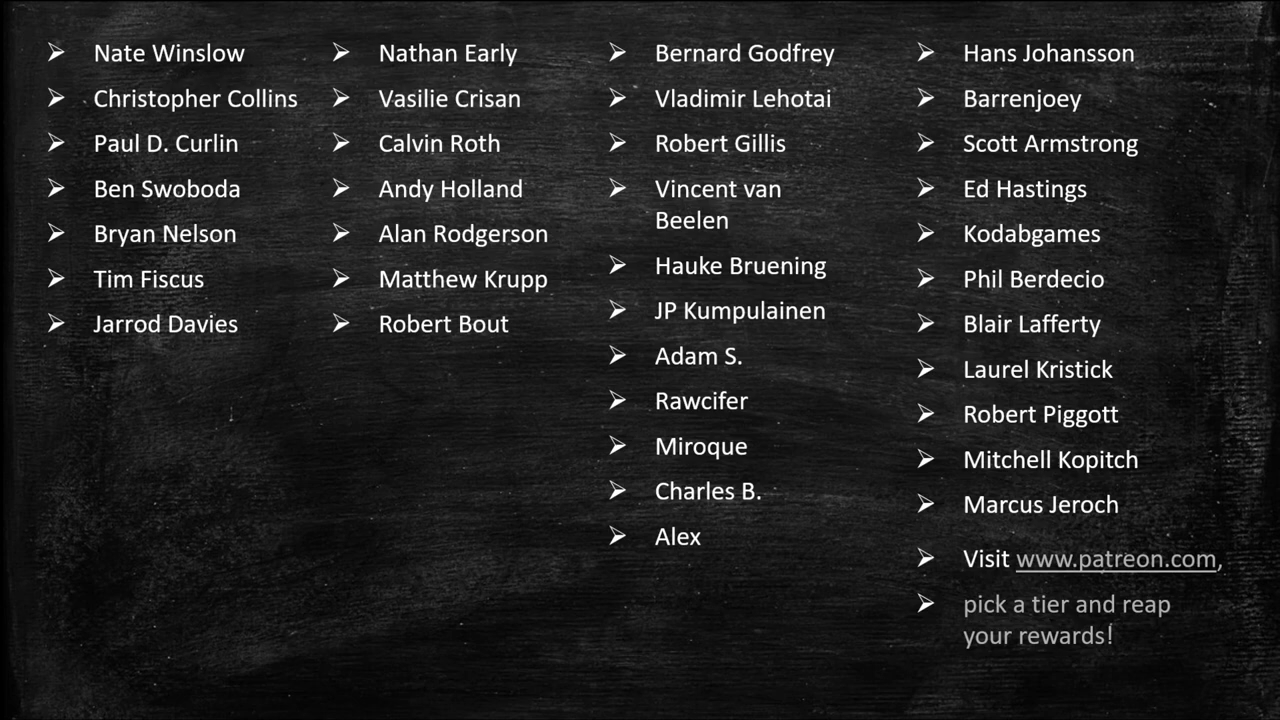 Nate Winslow
Christopher Collins
Paul D. Curlin
Ben Swoboda
Bryan Nelson
Tim Fiscus
Jarrod Davies
Nathan Early
Vasilie Crisan
Calvin Roth
Andy Holland
Alan Rodgerson
Matthew Krupp
Robert Bout
Bernard Godfrey
Vladimir Lehotai
Robert Gillis
Vincent van
Beelen
Hauke Bruening
JP Kumpulainen
Adam S.
Rawcifer
Miroque
Charles B.
Alex
Hans Johansson
Barrenjoey
Scott Armstrong
Ed Hastings
Kodabgames
Phil Berdecio
Blair Lafferty
Laurel Kristick
Robert Piggott
Mitchell Kopitch
Marcus Jeroch
Visit www.patreon.com,
pick a tier and reap
your rewards!